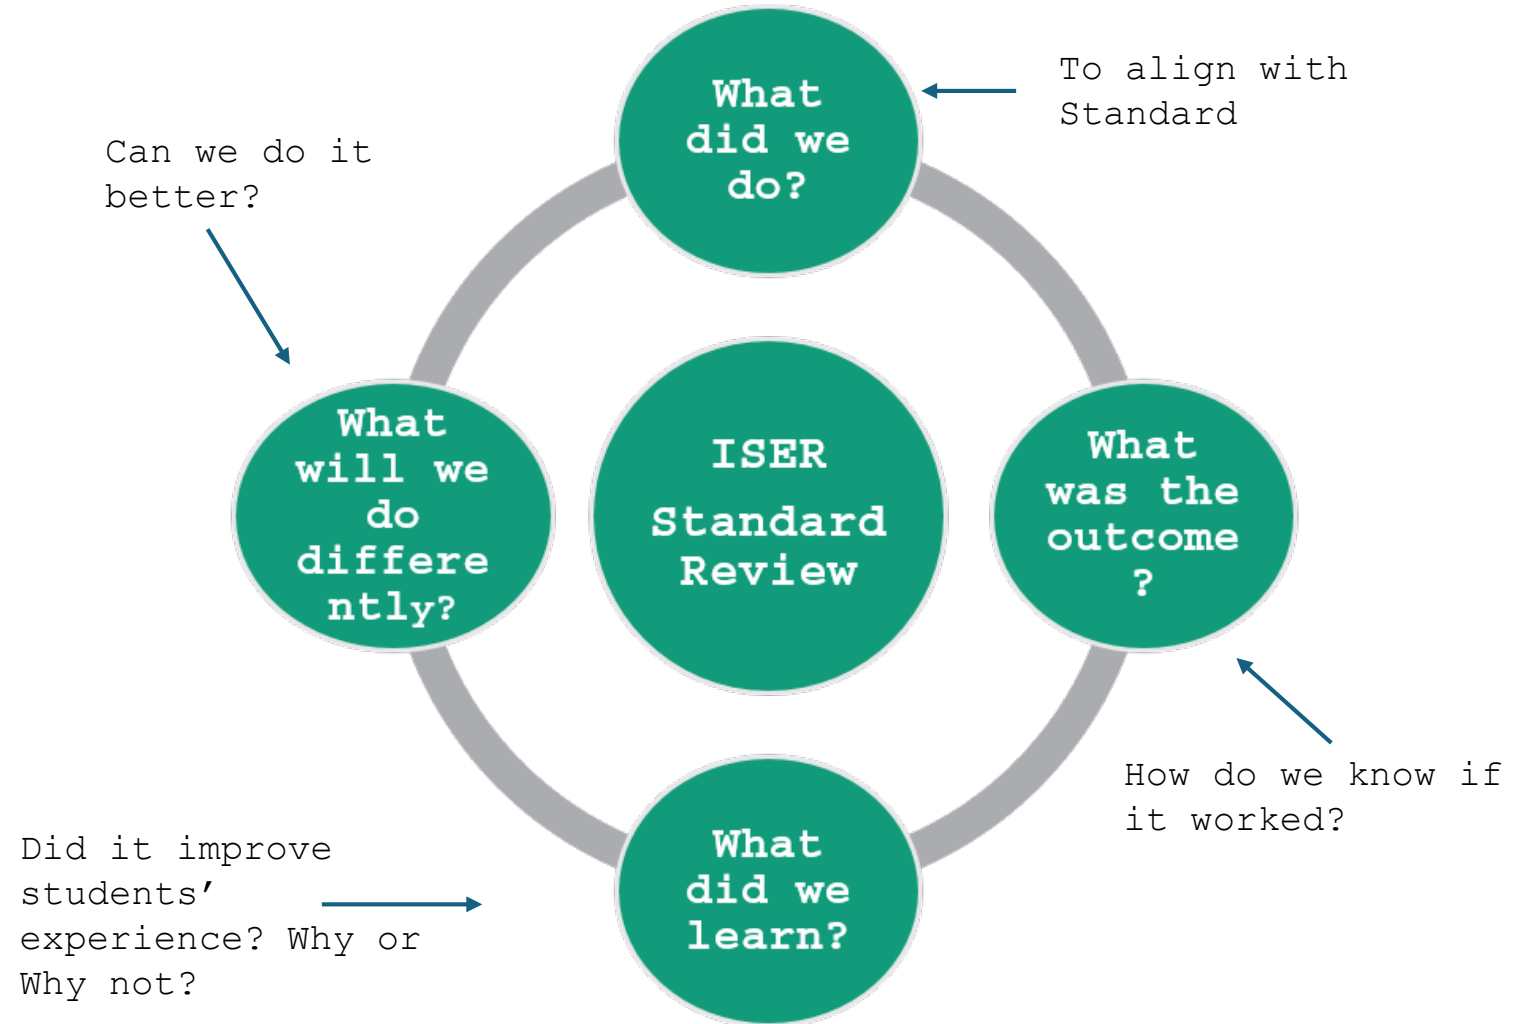 What
did we
do?
To align with
Standard
Can we do it
better?
What
will we
do
differe
ntly?
ISER
Standard
Review
What
was the
outcome
?
How do we know if
it worked?
What
did we
learn?
Did it improve
students’
experience? Why or
Why not?